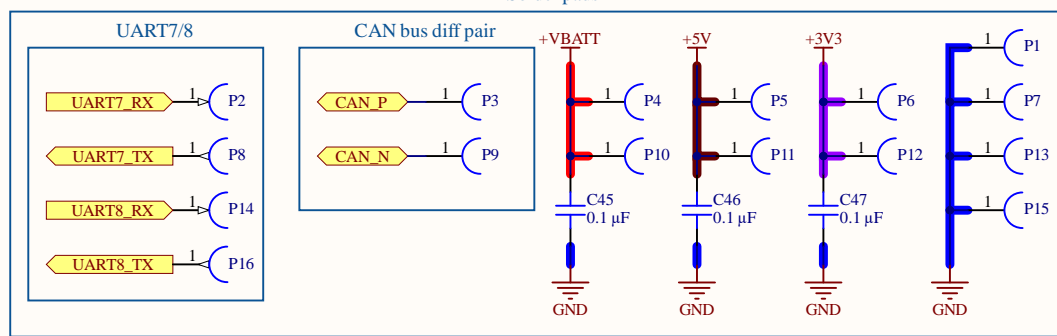 UART7/8
UART7_RX 1 P2
UART7_TX 1 P8
UART8_RX 1 P14
UART8_TX 1 P16
CAN bus diff pair
CAN_P 1 P3
CAN_N 1 P9
+VBATT
1 P4
1 P10
C45
0.1 µF
GND
+5V
1 P5
1 P11
C46
0.1 µF
GND
+3V3
1 P6
1 P12
C47
0.1 µF
GND
1 P1
1 P7
1 P13
1 P15
GND